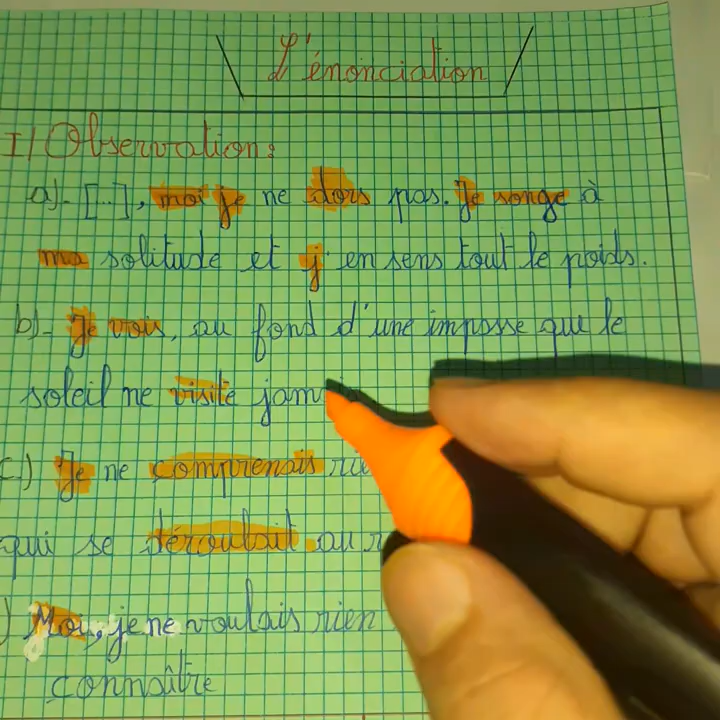 L'énonciation
I/ Observation:
a)- [...], moi je ne dors pas. Je songe à
ma solitude et j'en sens tout le poids.
b)- Je vois, au fond d'une impasse que le
soleil ne visite
c) Je ne comprenais
qui se déroulait au
) Moi, je ne voulais rien
connaître